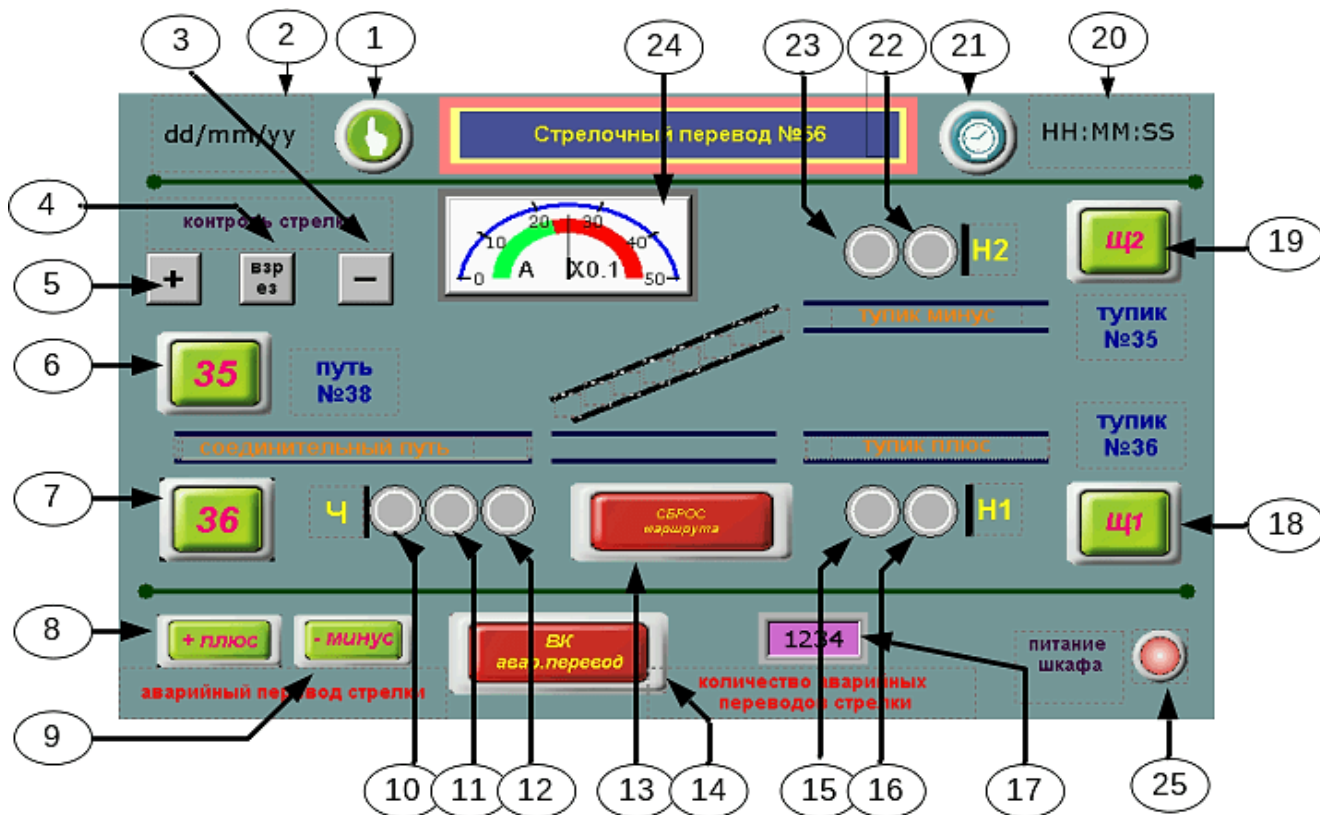 3
2
1
24
23
22
21
20
dd/mm/yy
Стрелочный перевод №56
HH:MM:SS
4
контроль стрелки
5
+
взр
ез
−
0
10
20
30
40
50
A
X0.1
Н2
Щ2
19
тупик минус
тупик
№35
6
35
путь
№38
соединительный путь
тупик плюс
тупик
№36
7
36
Ч
СБРОС
маршрута
Н1
Щ1
18
8
+ плюс
- минус
ВК
авар.перевод
1234
питание
шкафа
аварийный перевод стрелки
количество аварийных
переводов стрелки
9
10
11
12
13
14
15
16
17
25